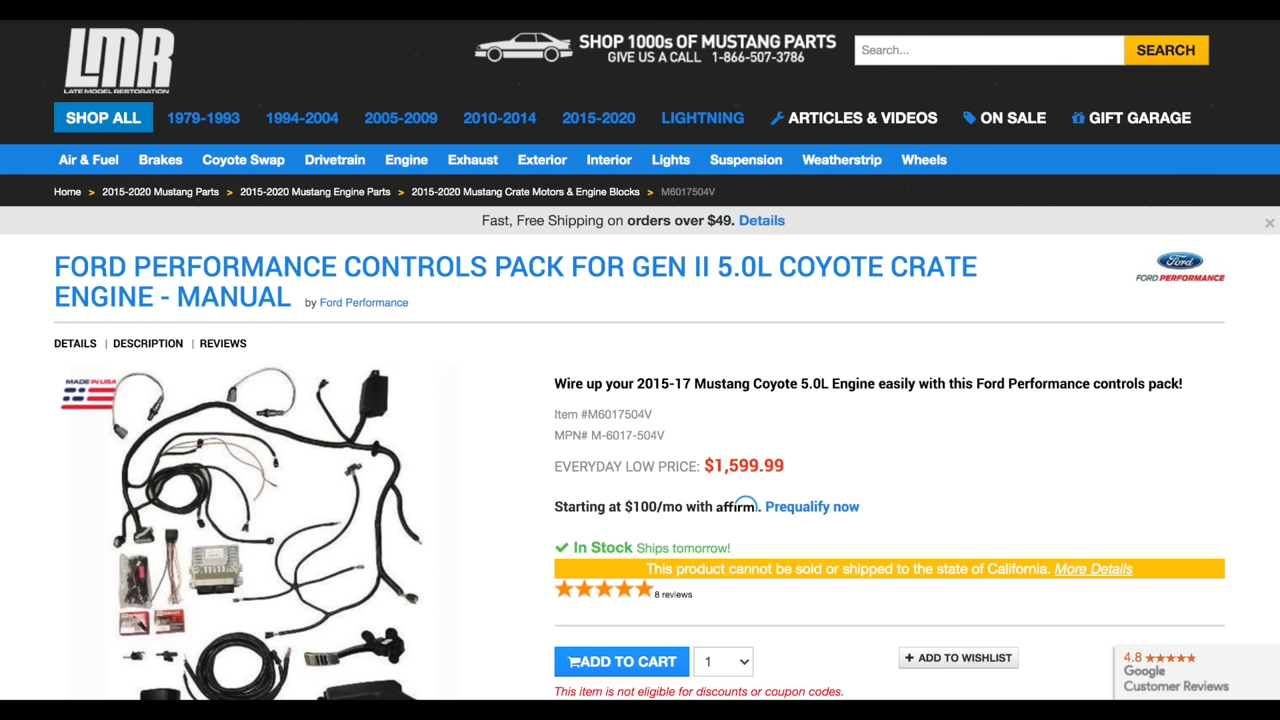 LMR
LATE MODEL RESTORATION
SHOP 1000s OF MUSTANG PARTS
GIVE US A CALL 1-866-507-3786
Search...
SEARCH
SHOP ALL 1979-1993 1994-2004 2005-2009 2010-2014 2015-2020 LIGHTNING ARTICLES & VIDEOS ON SALE GIFT GARAGE
Air & Fuel Brakes Coyote Swap Drivetrain Engine Exhaust Exterior Interior Lights Suspension Weatherstrip Wheels
Home > 2015-2020 Mustang Parts > 2015-2020 Mustang Engine Parts > 2015-2020 Mustang Crate Motors & Engine Blocks > M6017504V
Fast, Free Shipping on orders over $49. Details ×
FORD PERFORMANCE CONTROLS PACK FOR GEN II 5.0L COYOTE CRATE
ENGINE - MANUAL by Ford Performance
Ford
FORD PERFORMANCE
DETAILS | DESCRIPTION | REVIEWS
MADE IN USA
Wire up your 2015-17 Mustang Coyote 5.0L Engine easily with this Ford Performance controls pack!
Item #M6017504V
MPN# M-6017-504V
EVERYDAY LOW PRICE: $1,599.99
Starting at $100/mo with affirm. Prequalify now
In Stock Ships tomorrow!
This product cannot be sold or shipped to the state of California. More Details
8 reviews
ADD TO CART 1 + ADD TO WISHLIST
This item is not eligible for discounts or coupon codes.
4.8
Google
Customer Reviews